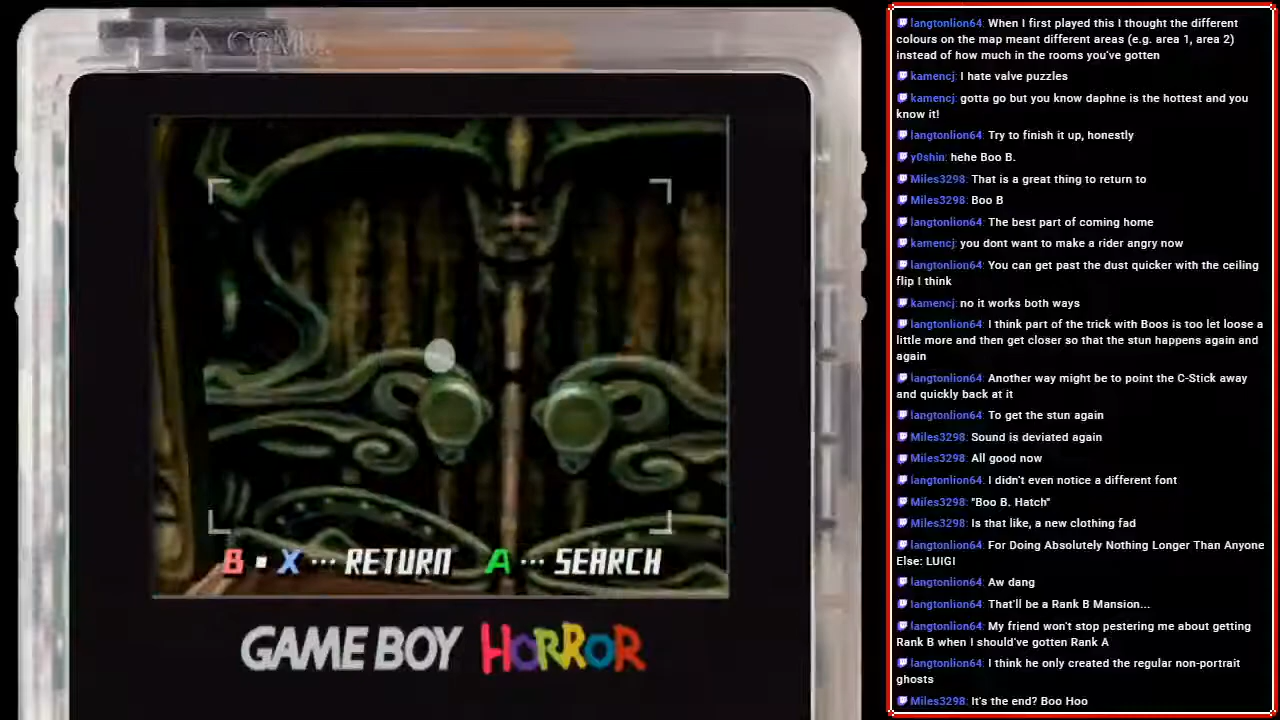 B ▪ X ··· RETURN A ··· SEARCH
GAME BOY HORROR
langtonlion64: When I first played this I thought the different
colours on the map meant different areas (e.g. area 1, area 2)
instead of how much in the rooms you've gotten
kamencj: I hate valve puzzles
kamencj: gotta go but you know daphne is the hottest and you
know it!
langtonlion64: Try to finish it up, honestly
y0shin: hehe Boo B.
Miles3298: That is a great thing to return to
Miles3298: Boo B
langtonlion64: The best part of coming home
kamencj: you dont want to make a rider angry now
langtonlion64: You can get past the dust quicker with the ceiling
flip I think
kamencj: no it works both ways
langtonlion64: I think part of the trick with Boos is too let loose a
little more and then get closer so that the stun happens again and
again
langtonlion64: Another way might be to point the C-Stick away
and quickly back at it
langtonlion64: To get the stun again
Miles3298: Sound is deviated again
Miles3298: All good now
langtonlion64: I didn't even notice a different font
Miles3298: "Boo B. Hatch"
Miles3298: Is that like, a new clothing fad
langtonlion64: For Doing Absolutely Nothing Longer Than Anyone
Else: LUIGI
langtonlion64: Aw dang
langtonlion64: That'll be a Rank B Mansion...
langtonlion64: My friend won't stop pestering me about getting
Rank B when I should've gotten Rank A
langtonlion64: I think he only created the regular non-portrait
ghosts
Miles3298: It's the end? Boo Hoo